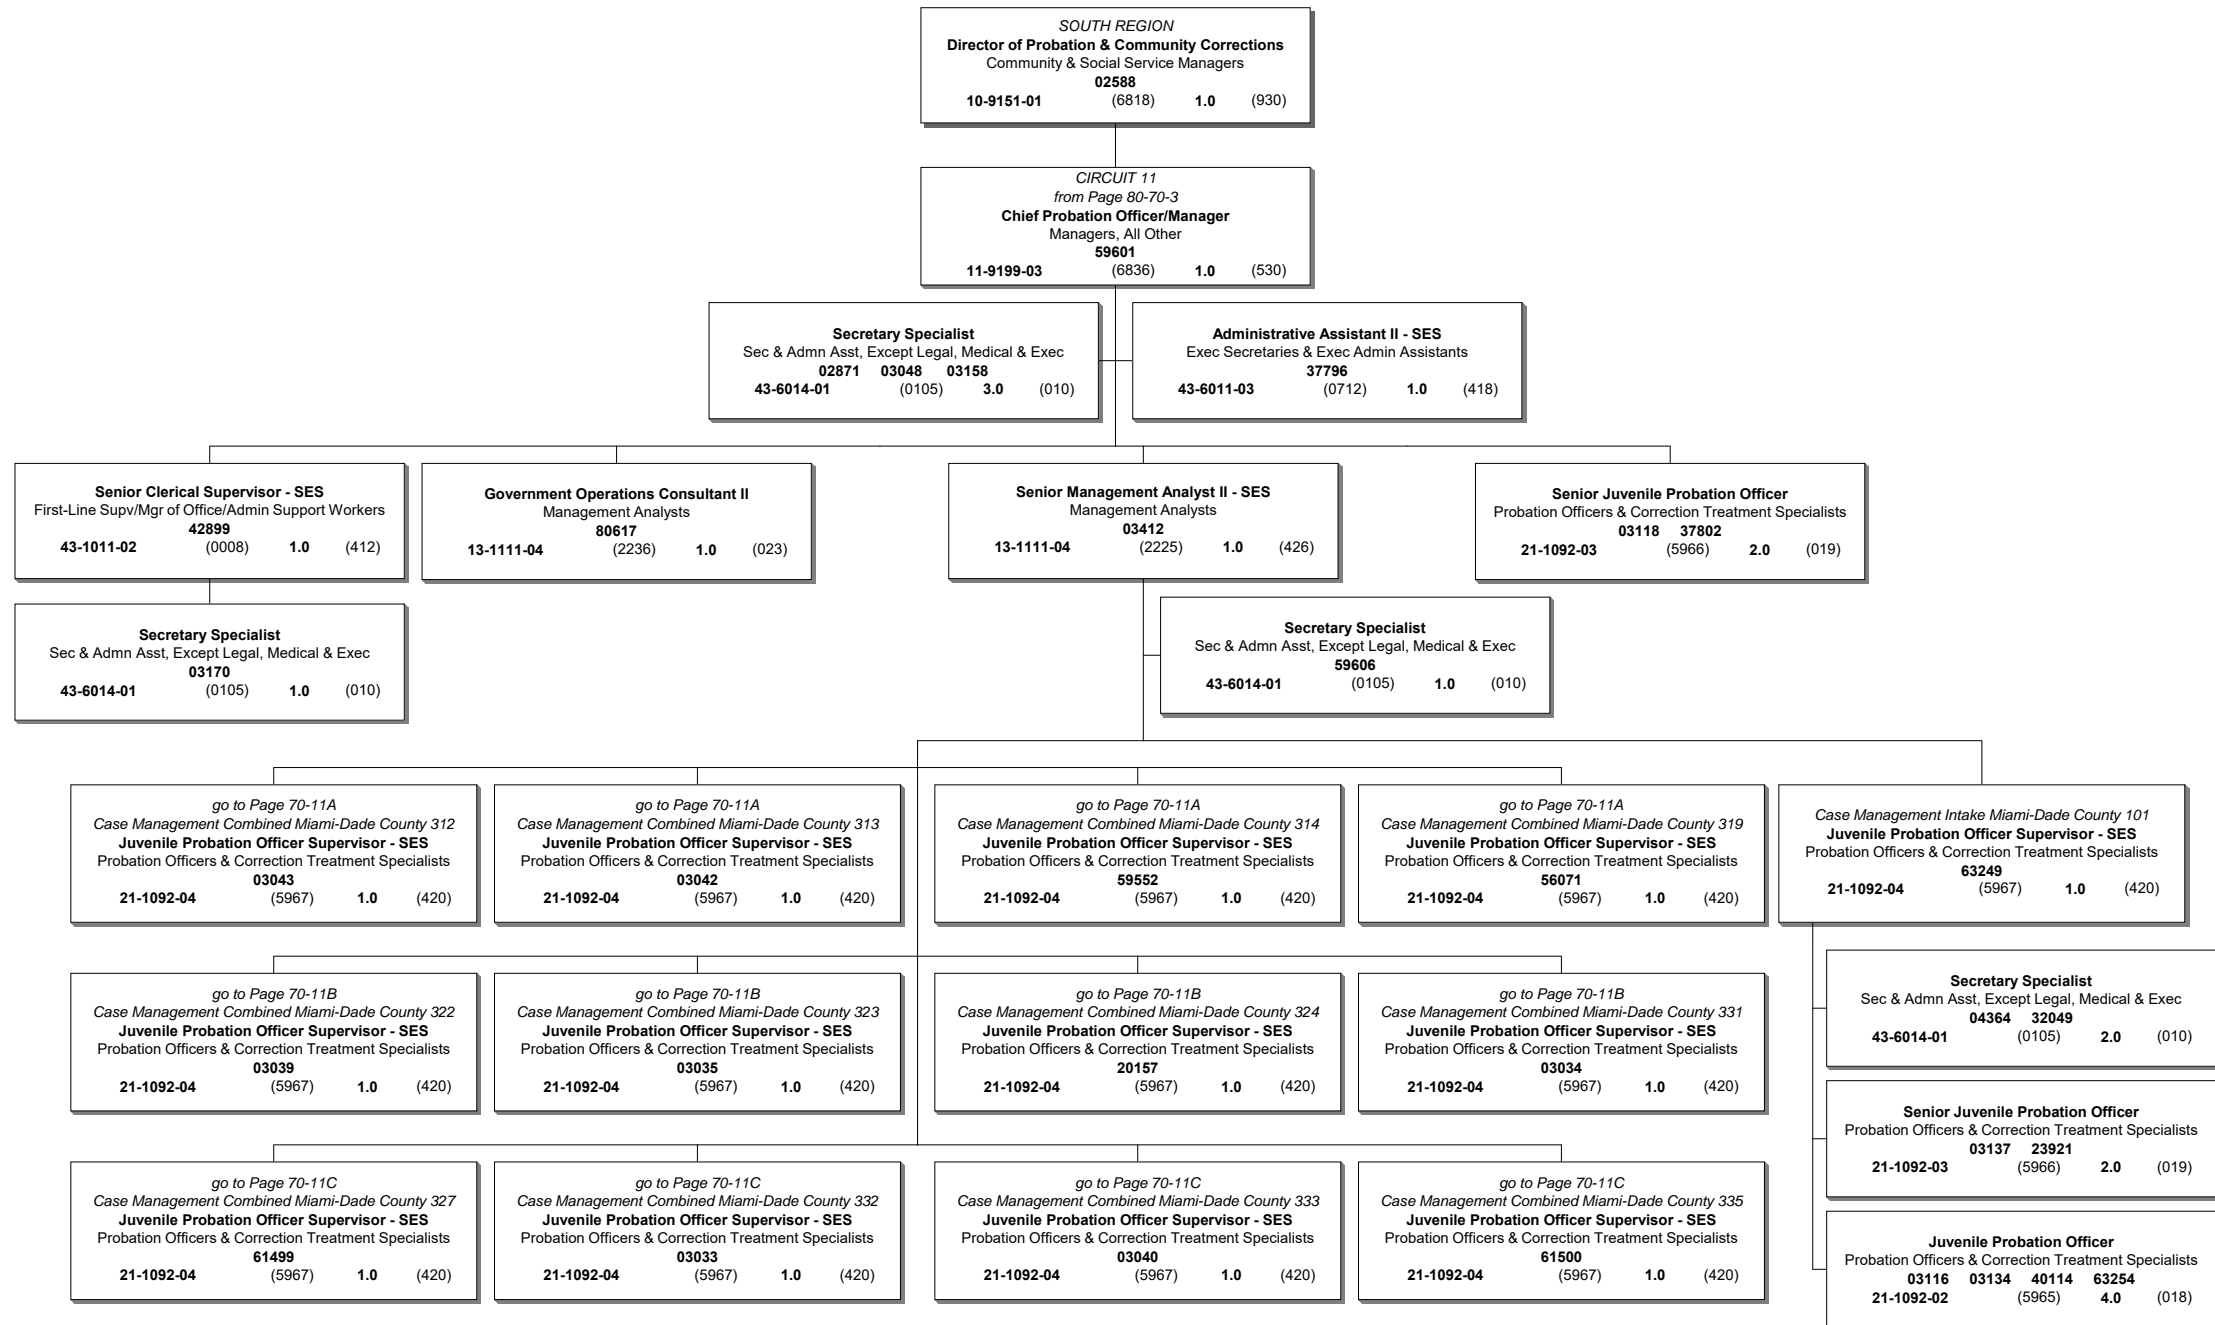 SOUTH REGION
Director of Probation & Community Corrections
Community & Social Service Managers
02588
10-9151-01 (6818) 1.0 (930)
CIRCUIT 11
from Page 80-70-3
Chief Probation Officer/Manager
Managers, All Other
59601
11-9199-03 (6836) 1.0 (530)
Secretary Specialist
Sec & Admn Asst, Except Legal, Medical & Exec
02871 03048 03158
43-6014-01 (0105) 3.0 (010)
Administrative Assistant II - SES
Exec Secretaries & Exec Admin Assistants
37796
43-6011-03 (0712) 1.0 (418)
Senior Clerical Supervisor - SES
First-Line Supv/Mgr of Office/Admin Support Workers
42899
43-1011-02 (0008) 1.0 (412)
Government Operations Consultant II
Management Analysts
80617
13-1111-04 (2236) 1.0 (023)
Senior Management Analyst II - SES
Management Analysts
03412
13-1111-04 (2225) 1.0 (426)
Senior Juvenile Probation Officer
Probation Officers & Correction Treatment Specialists
03118 37802
21-1092-03 (5966) 2.0 (019)
Secretary Specialist
Sec & Admn Asst, Except Legal, Medical & Exec
03170
43-6014-01 (0105) 1.0 (010)
Secretary Specialist
Sec & Admn Asst, Except Legal, Medical & Exec
59606
43-6014-01 (0105) 1.0 (010)
go to Page 70-11A
Case Management Combined Miami-Dade County 312
Juvenile Probation Officer Supervisor - SES
Probation Officers & Correction Treatment Specialists
03043
21-1092-04 (5967) 1.0 (420)
go to Page 70-11A
Case Management Combined Miami-Dade County 313
Juvenile Probation Officer Supervisor - SES
Probation Officers & Correction Treatment Specialists
03042
21-1092-04 (5967) 1.0 (420)
go to Page 70-11A
Case Management Combined Miami-Dade County 314
Juvenile Probation Officer Supervisor - SES
Probation Officers & Correction Treatment Specialists
59552
21-1092-04 (5967) 1.0 (420)
go to Page 70-11A
Case Management Combined Miami-Dade County 319
Juvenile Probation Officer Supervisor - SES
Probation Officers & Correction Treatment Specialists
56071
21-1092-04 (5967) 1.0 (420)
Case Management Intake Miami-Dade County 101
Juvenile Probation Officer Supervisor - SES
Probation Officers & Correction Treatment Specialists
63249
21-1092-04 (5967) 1.0 (420)
go to Page 70-11B
Case Management Combined Miami-Dade County 322
Juvenile Probation Officer Supervisor - SES
Probation Officers & Correction Treatment Specialists
03039
21-1092-04 (5967) 1.0 (420)
go to Page 70-11B
Case Management Combined Miami-Dade County 323
Juvenile Probation Officer Supervisor - SES
Probation Officers & Correction Treatment Specialists
03035
21-1092-04 (5967) 1.0 (420)
go to Page 70-11B
Case Management Combined Miami-Dade County 324
Juvenile Probation Officer Supervisor - SES
Probation Officers & Correction Treatment Specialists
20157
21-1092-04 (5967) 1.0 (420)
go to Page 70-11B
Case Management Combined Miami-Dade County 331
Juvenile Probation Officer Supervisor - SES
Probation Officers & Correction Treatment Specialists
03034
21-1092-04 (5967) 1.0 (420)
Secretary Specialist
Sec & Admn Asst, Except Legal, Medical & Exec
04364 32049
43-6014-01 (0105) 2.0 (010)
Senior Juvenile Probation Officer
Probation Officers & Correction Treatment Specialists
03137 23921
21-1092-03 (5966) 2.0 (019)
go to Page 70-11C
Case Management Combined Miami-Dade County 327
Juvenile Probation Officer Supervisor - SES
Probation Officers & Correction Treatment Specialists
61499
21-1092-04 (5967) 1.0 (420)
go to Page 70-11C
Case Management Combined Miami-Dade County 332
Juvenile Probation Officer Supervisor - SES
Probation Officers & Correction Treatment Specialists
03033
21-1092-04 (5967) 1.0 (420)
go to Page 70-11C
Case Management Combined Miami-Dade County 333
Juvenile Probation Officer Supervisor - SES
Probation Officers & Correction Treatment Specialists
03040
21-1092-04 (5967) 1.0 (420)
go to Page 70-11C
Case Management Combined Miami-Dade County 335
Juvenile Probation Officer Supervisor - SES
Probation Officers & Correction Treatment Specialists
61500
21-1092-04 (5967) 1.0 (420)
Juvenile Probation Officer
Probation Officers & Correction Treatment Specialists
03116 03134 40114 63254
21-1092-02 (5965) 4.0 (018)